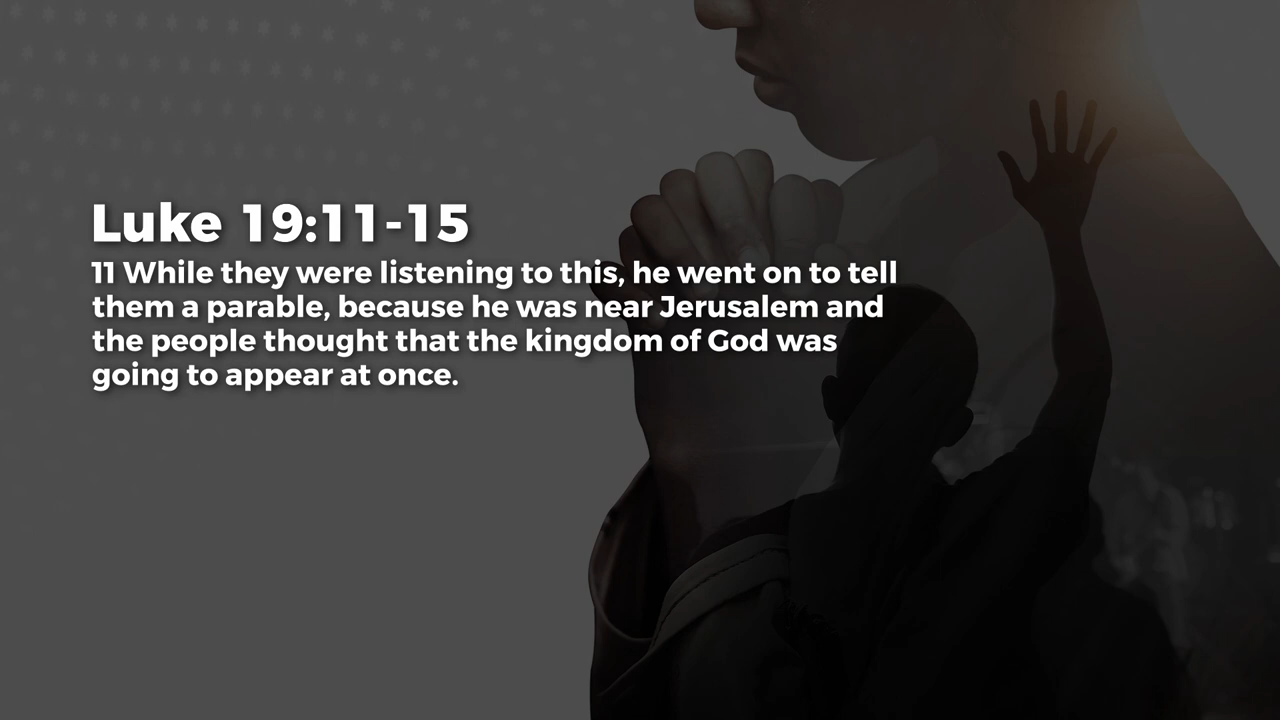 Luke 19:11-15
11 While they were listening to this, he went on to tell
them a parable, because he was near Jerusalem and
the people thought that the kingdom of God was
going to appear at once.